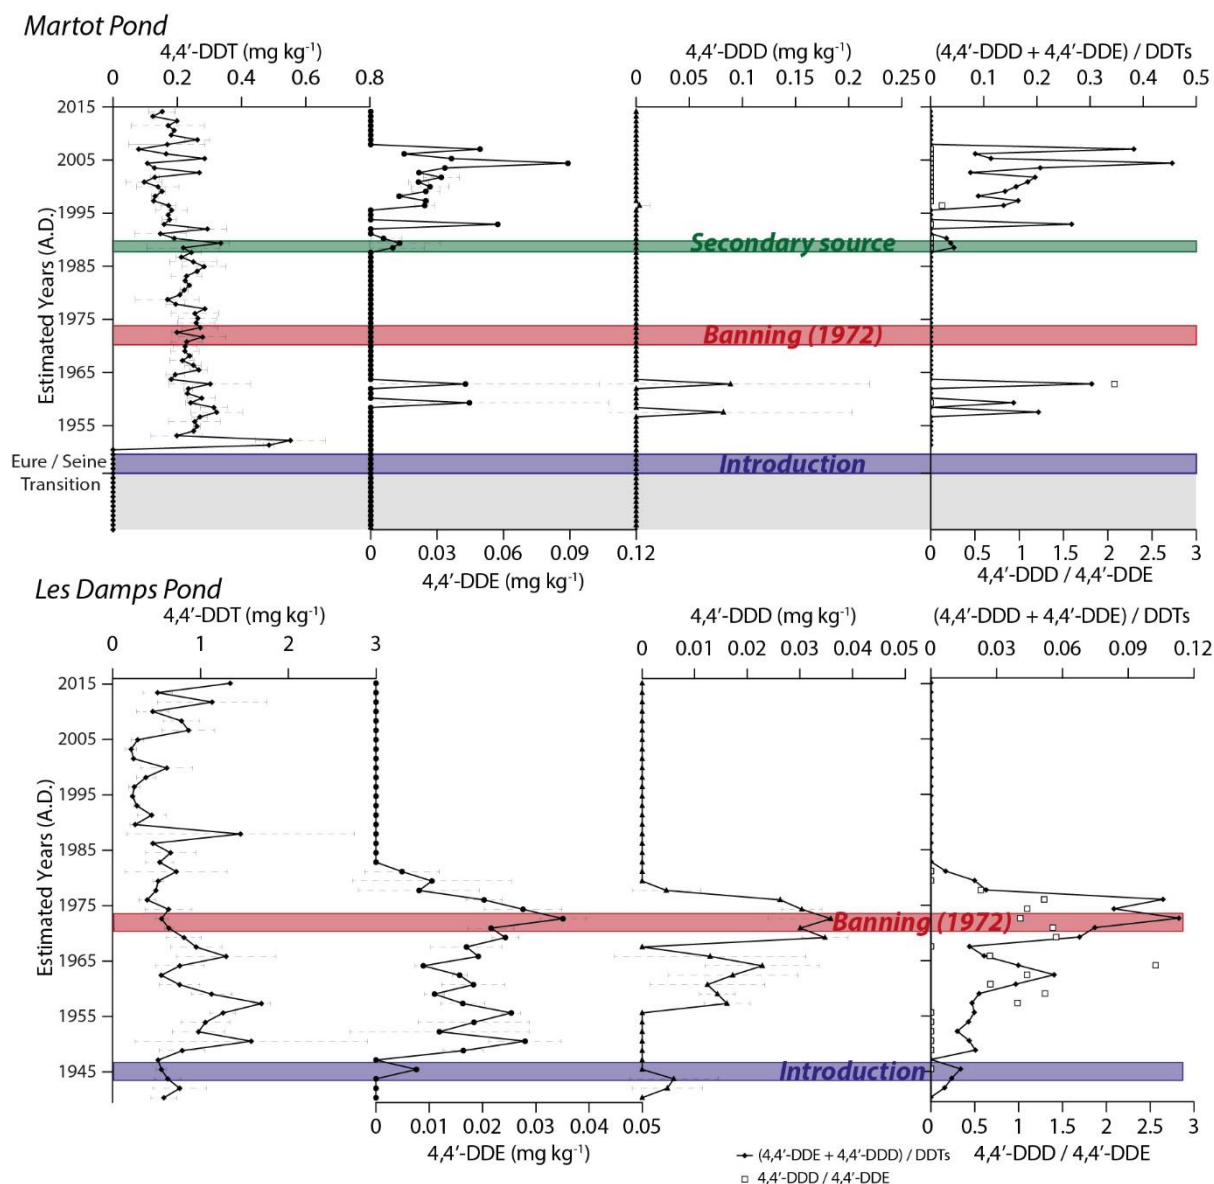 Martot Pond
4,4'-DDT (mg kg-1) 4,4'-DDD (mg kg-1) (4,4'-DDD + 4,4'-DDE) / DDTs
0 0.2 0.4 0.6 0.8 0 0.05 0.1 0.15 0.2 0.25 0 0.1 0.2 0.3 0.4 0.5
Estimated Years (A.D.)
2015
2005
1995
Secondary source
1985
1975
Banning (1972)
1965
1955
Eure / Seine
Transition
Introduction
0 0.03 0.06 0.09 0.12 0 0.5 1 1.5 2 2.5 3
4,4'-DDE (mg kg-1) 4,4'-DDD / 4,4'-DDE
Les Damps Pond
4,4'-DDT (mg kg-1) 4,4'-DDD (mg kg-1) (4,4'-DDD + 4,4'-DDE) / DDTs
0 1 2 3 0 0.01 0.02 0.03 0.04 0.05 0 0.03 0.06 0.09 0.12
Estimated Years (A.D.)
2015
2005
1995
1985
1975
Banning (1972)
1965
1955
1945
Introduction
0 0.01 0.02 0.03 0.04 0.05 0 0.5 1 1.5 2 2.5 3
4,4'-DDE (mg kg-1) 4,4'-DDD / 4,4'-DDE
(4,4'-DDE + 4,4'-DDD) / DDTs
4,4'-DDD / 4,4'-DDE